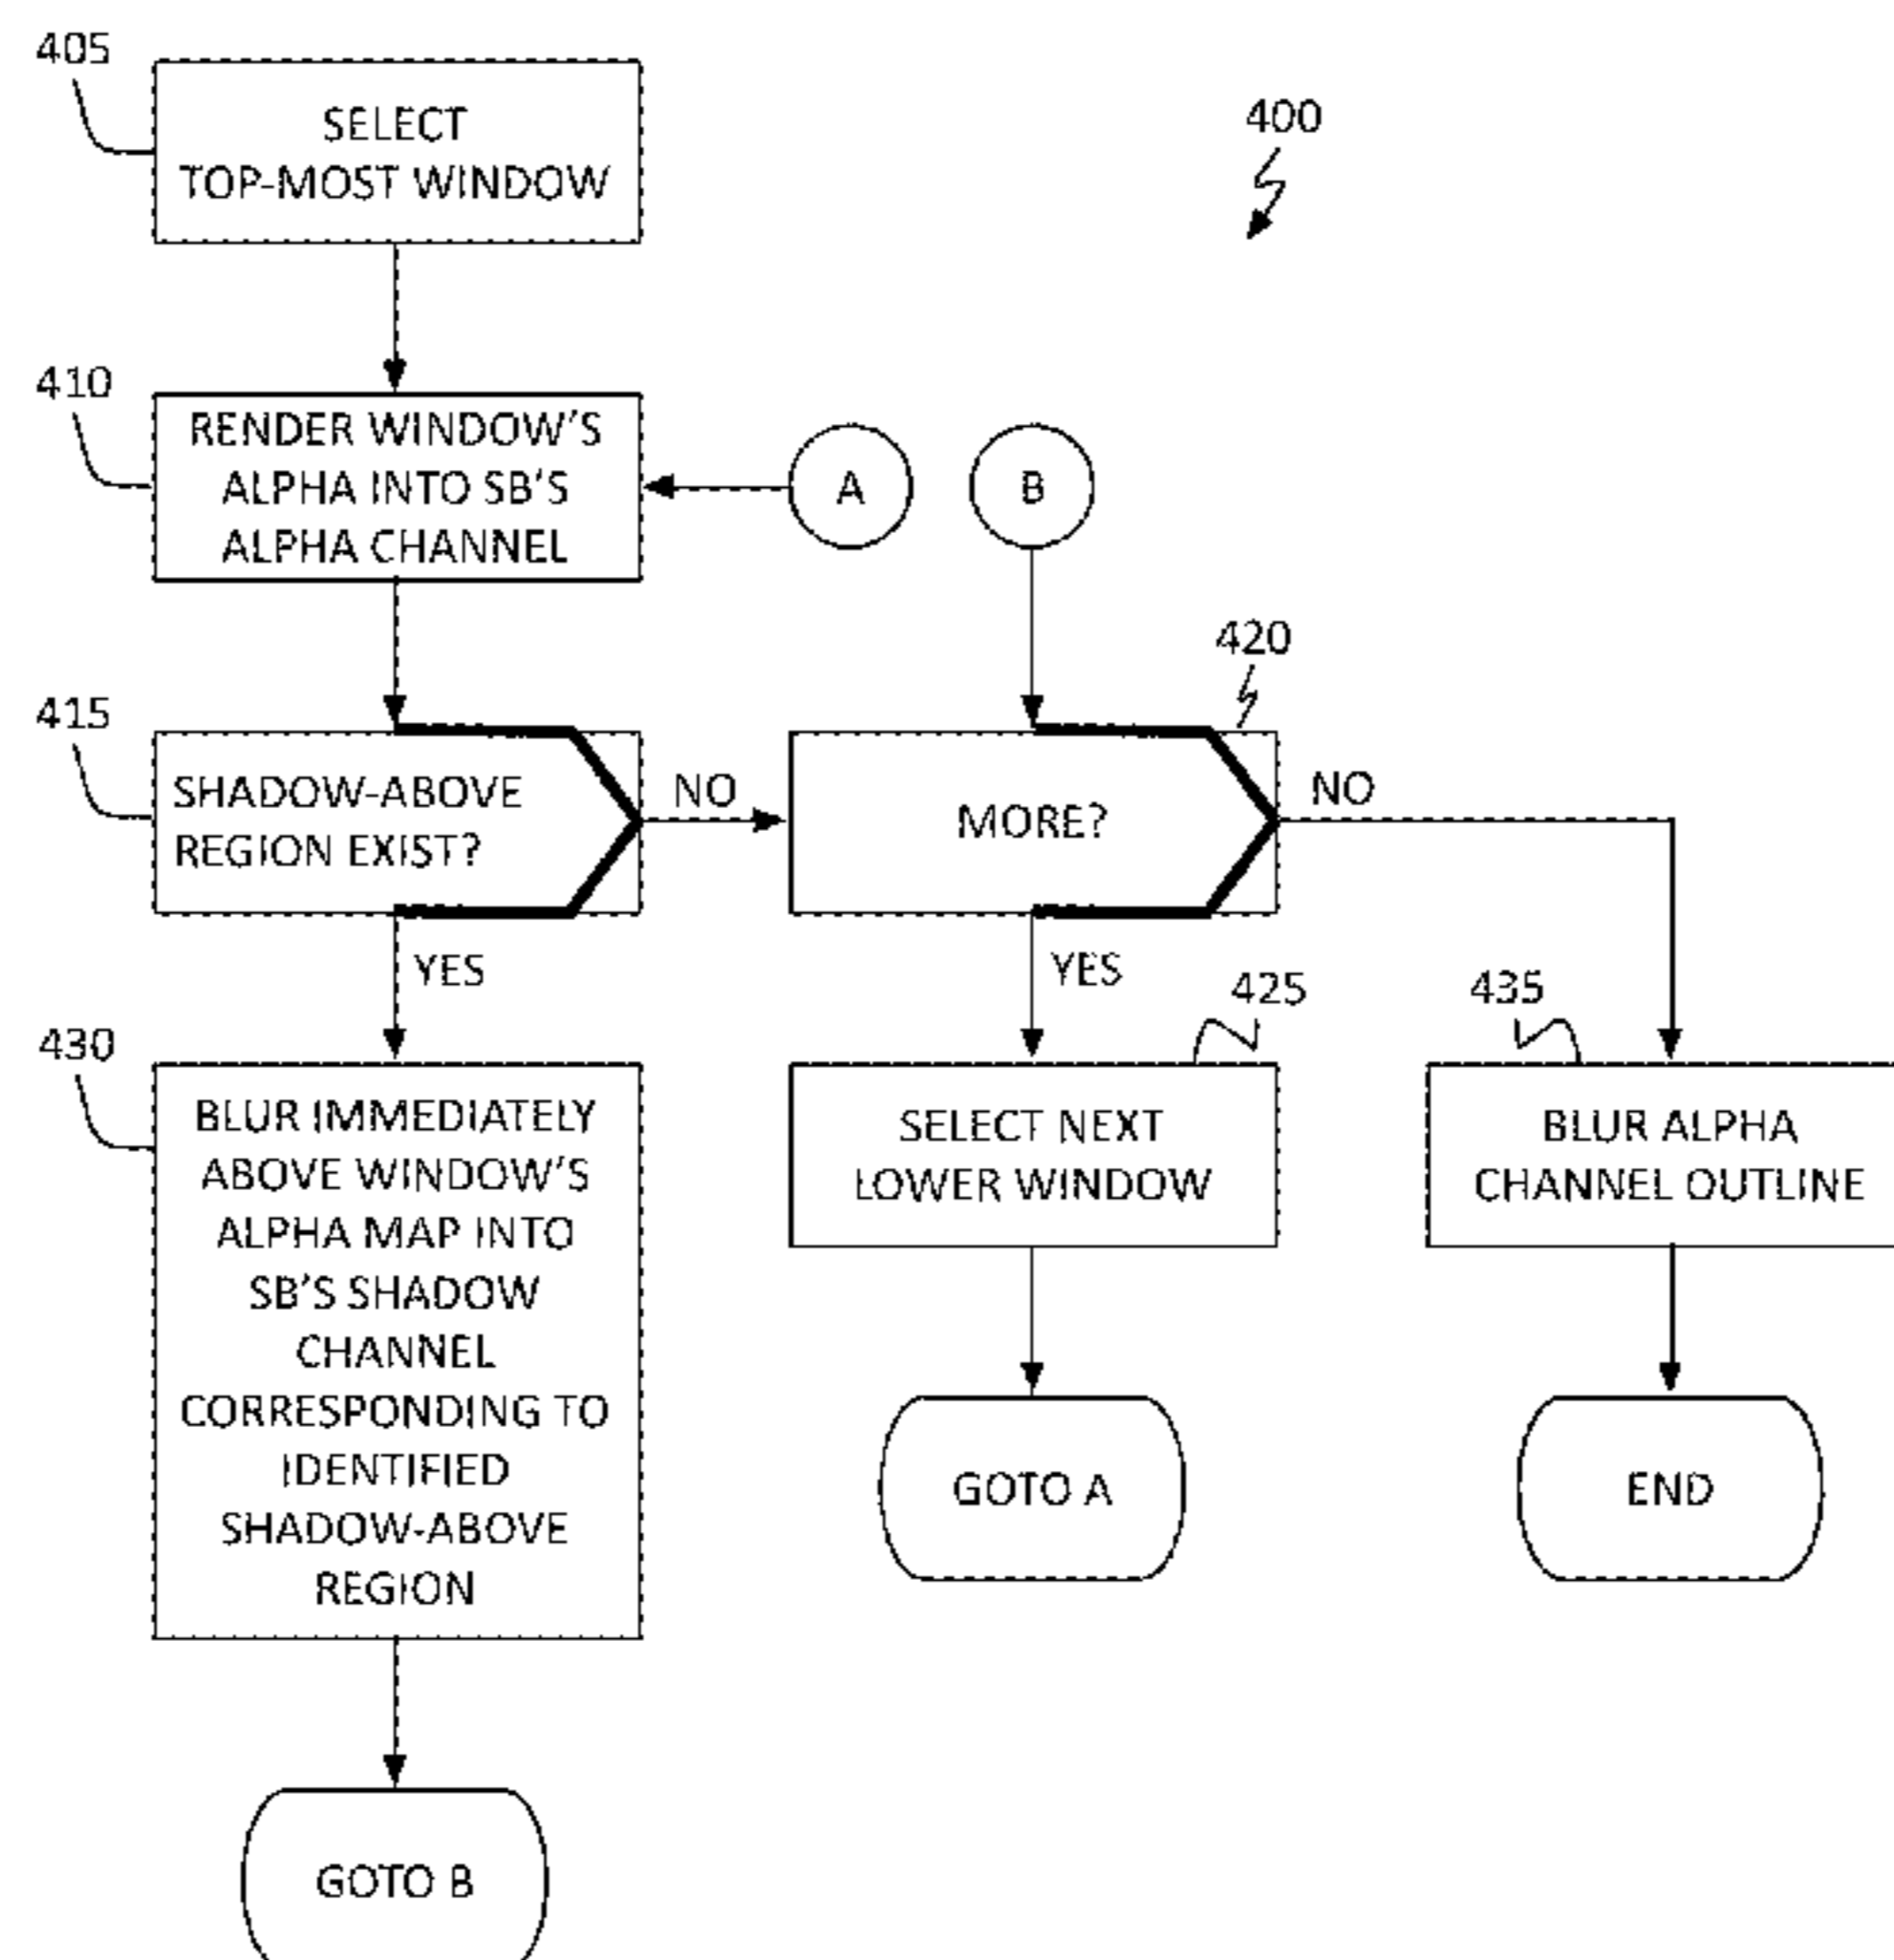 405
SELECT
TOP-MOST WINDOW
400
410
RENDER WINDOW'S
ALPHA INTO SB'S
ALPHA CHANNEL
A
B
420
415
SHADOW-ABOVE
REGION EXIST?
NO
MORE?
NO
YES
YES
425
435
430
BLUR IMMEDIATELY
ABOVE WINDOW'S
ALPHA MAP INTO
SB'S SHADOW
CHANNEL
CORRESPONDING TO
IDENTIFIED
SHADOW-ABOVE
REGION
SELECT NEXT
LOWER WINDOW
BLUR ALPHA
CHANNEL OUTLINE
GOTO A
END
GOTO B